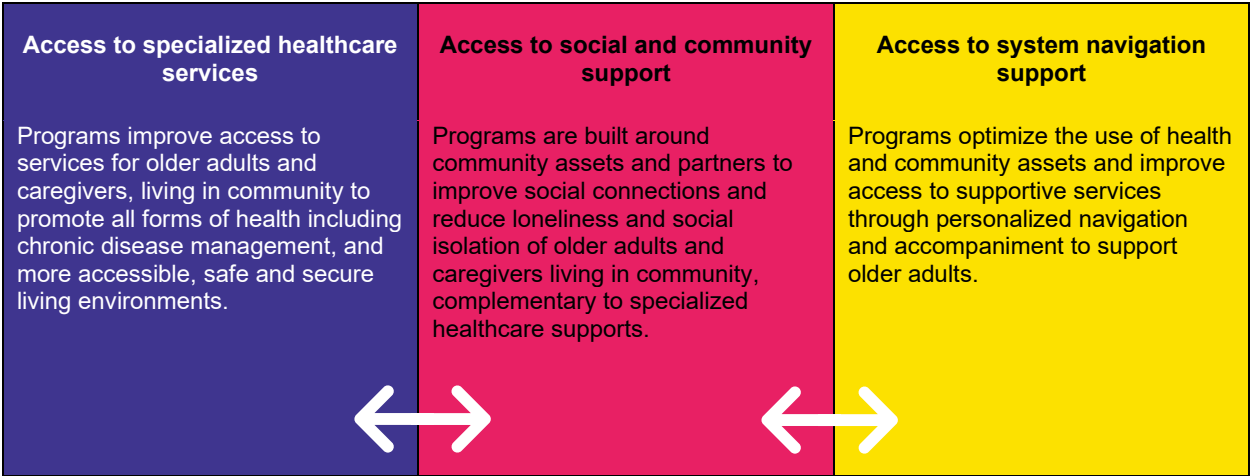 Access to specialized healthcare
services
Programs improve access to
services for older adults and
caregivers, living in community to
promote all forms of health including
chronic disease management, and
more accessible, safe and secure
living environments.
Access to social and community
support
Programs are built around
community assets and partners to
improve social connections and
reduce loneliness and social
isolation of older adults and
caregivers living in community,
complementary to specialized
healthcare supports.
Access to system navigation
support
Programs optimize the use of health
and community assets and improve
access to supportive services
through personalized navigation
and accompaniment to support
older adults.